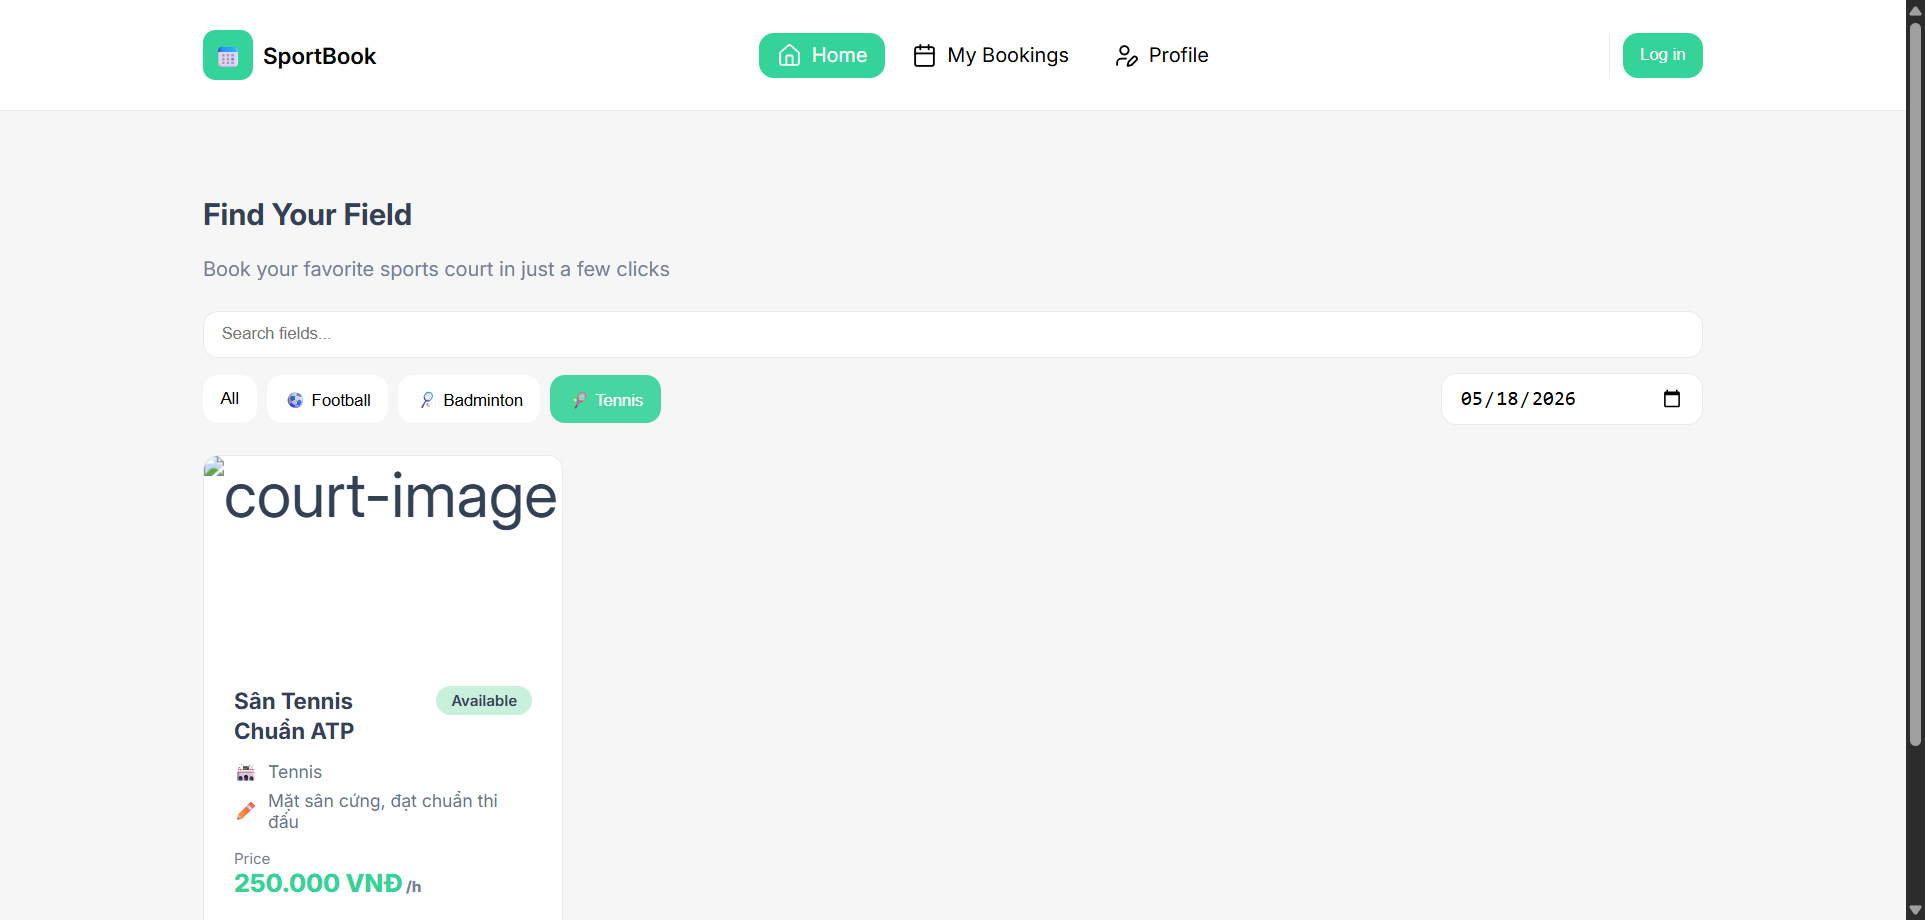 SportBook
Home
My Bookings
Profile
Log in
Find Your Field
Book your favorite sports court in just a few clicks
Search fields...
All
Football
Badminton
Tennis
05/18/2026
court-image
Sân Tennis
Chuẩn ATP
Available
Tennis
Mặt sân cứng, đạt chuẩn thi
đấu
Price
250.000 VNĐ /h